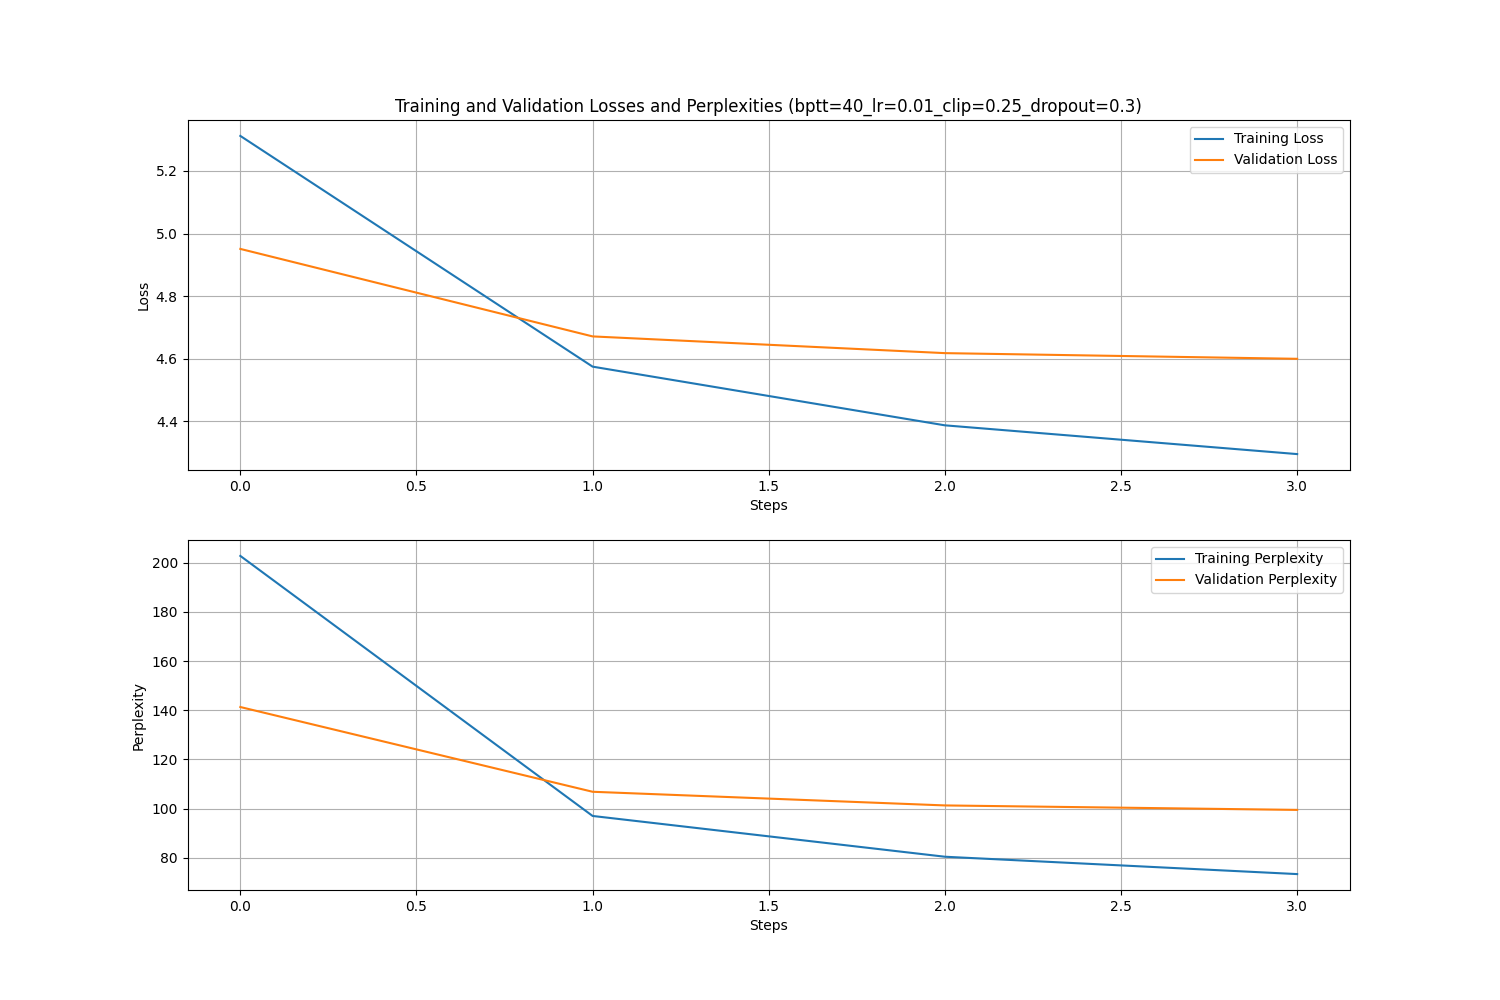 Training and Validation Losses and Perplexities (bptt=40_lr=0.01_clip=0.25_dropout=0.3)
Training Loss
Validation Loss
5.2
5.0
4.8
4.6
4.4
Loss
0.0 0.5 1.0 1.5 2.0 2.5 3.0
Steps
Training Perplexity
Validation Perplexity
200
180
160
140
120
100
80
Perplexity
0.0 0.5 1.0 1.5 2.0 2.5 3.0
Steps